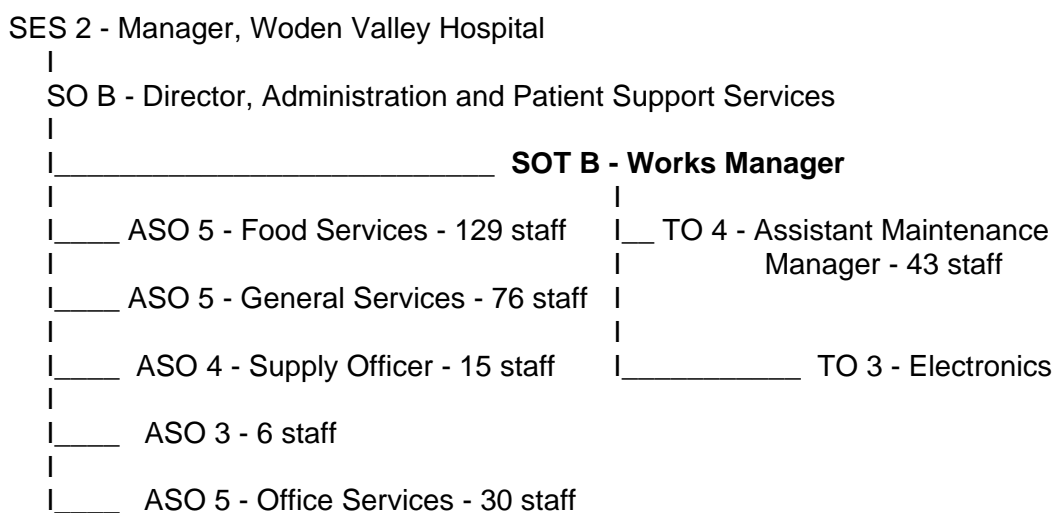 SES 2 - Manager, Woden Valley Hospital
I
SO B - Director, Administration and Patient Support Services
I
I___________________________ SOT B - Works Manager
I I
I____ ASO 5 - Food Services - 129 staff I__ TO 4 - Assistant Maintenance
I I Manager - 43 staff
I____ ASO 5 - General Services - 76 staff I
I I
I____ ASO 4 - Supply Officer - 15 staff I___________ TO 3 - Electronics
I
I____ ASO 3 - 6 staff
I
I____ ASO 5 - Office Services - 30 staff